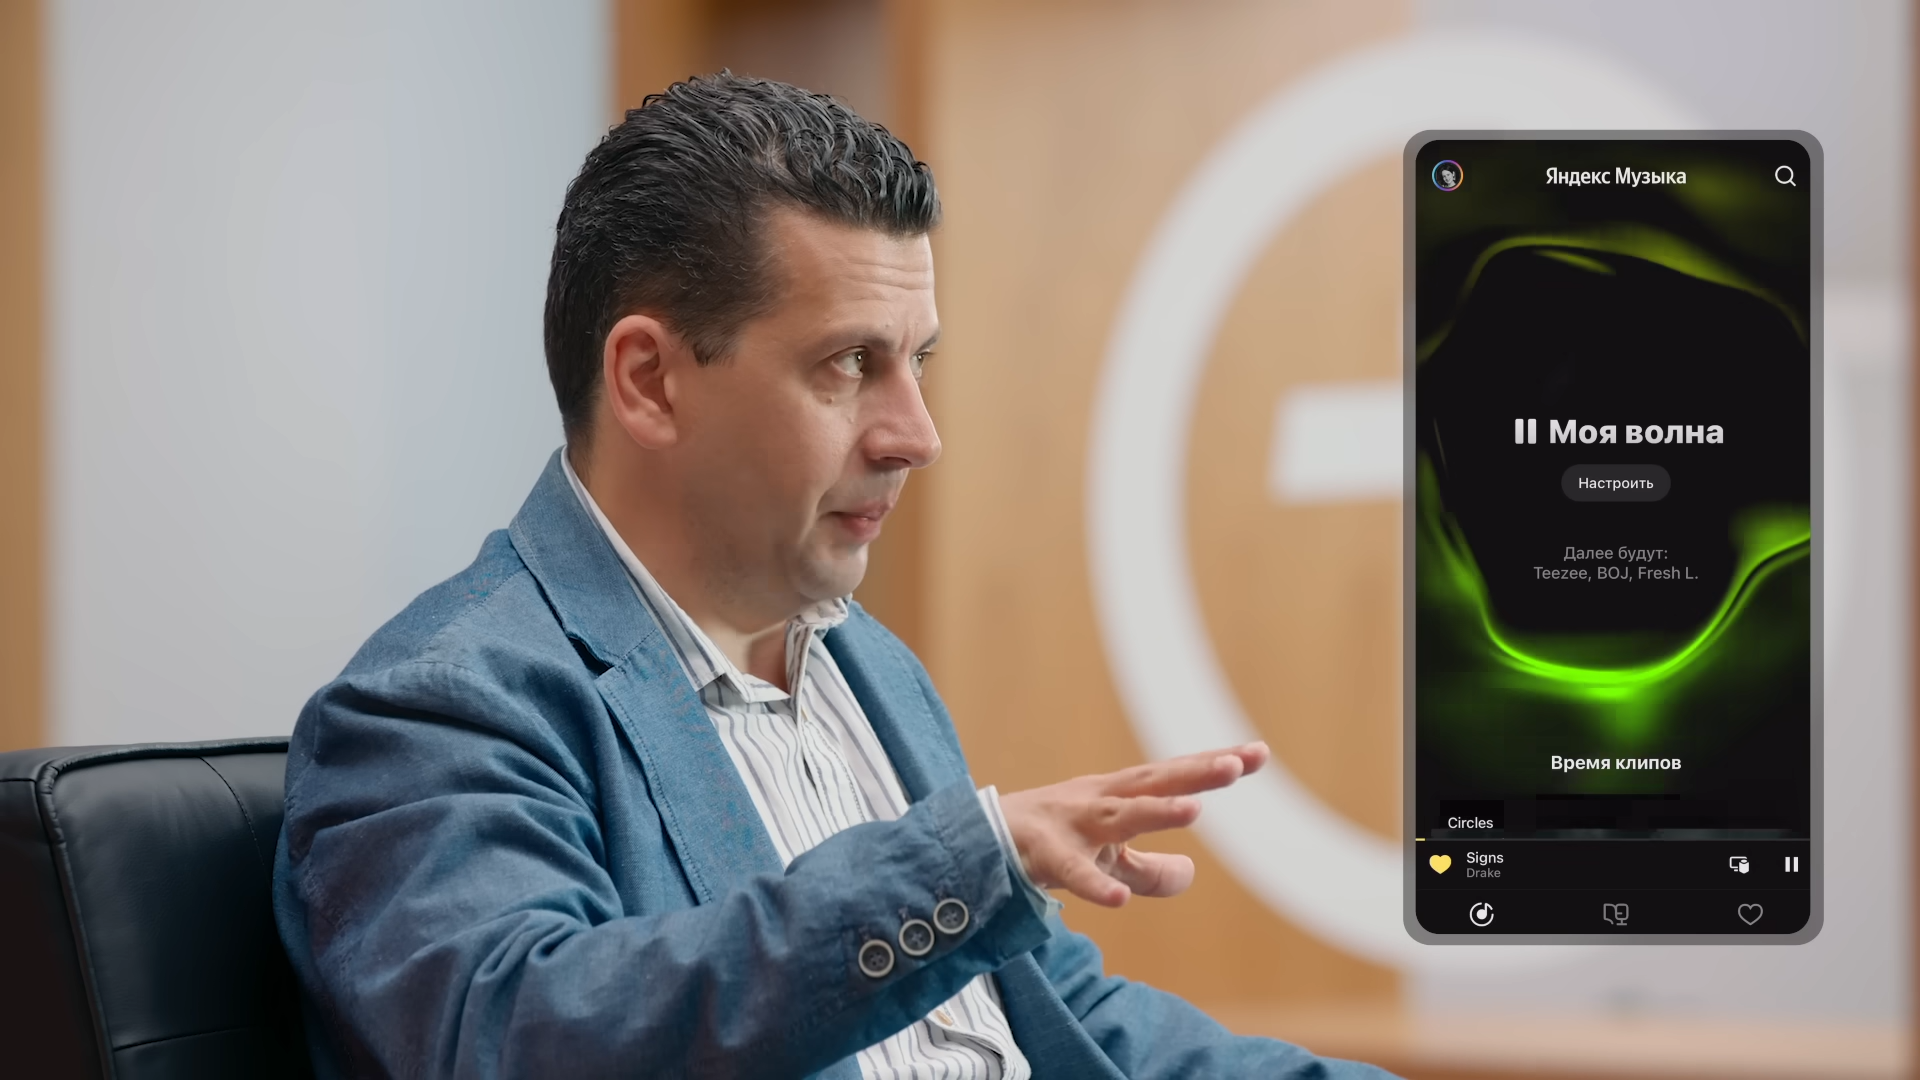 Яндекс Музыка
Моя волна
Настроить
Далее будут:
Teezee, BOJ, Fresh L.
Время клипов
Circles
Signs
Drake